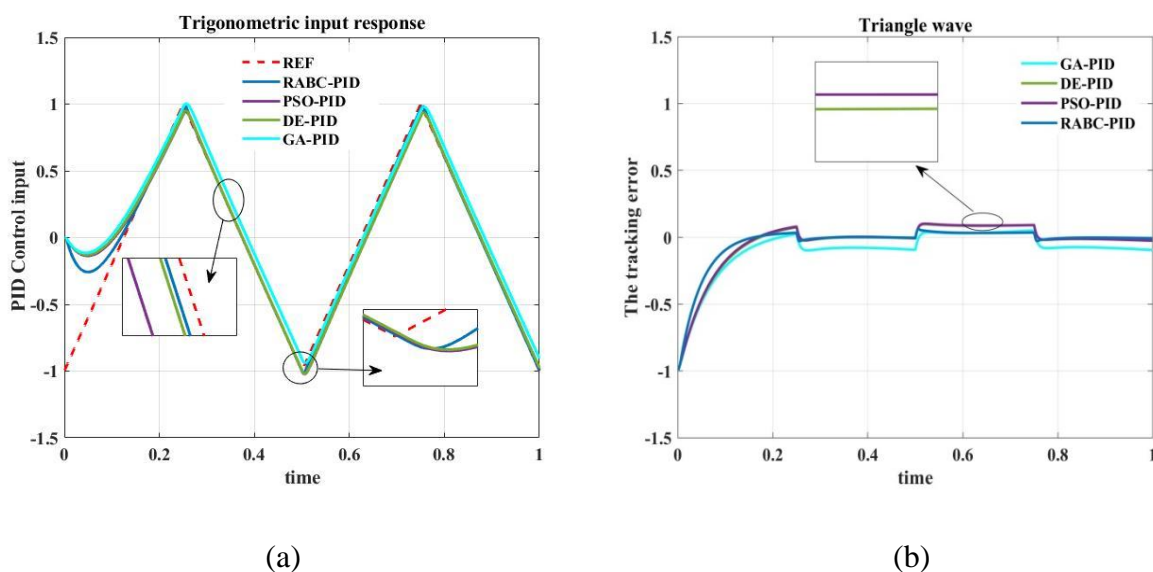 Trigonometric input response
1.5
1
0.5
0
-0.5
-1
-1.5
PID Control input
REF
RABC-PID
PSO-PID
DE-PID
GA-PID
0 0.2 0.4 0.6 0.8 1
time
(a)
Triangle wave
1.5
1
0.5
0
-0.5
-1
-1.5
The tracking error
GA-PID
DE-PID
PSO-PID
RABC-PID
0 0.2 0.4 0.6 0.8 1
time
(b)